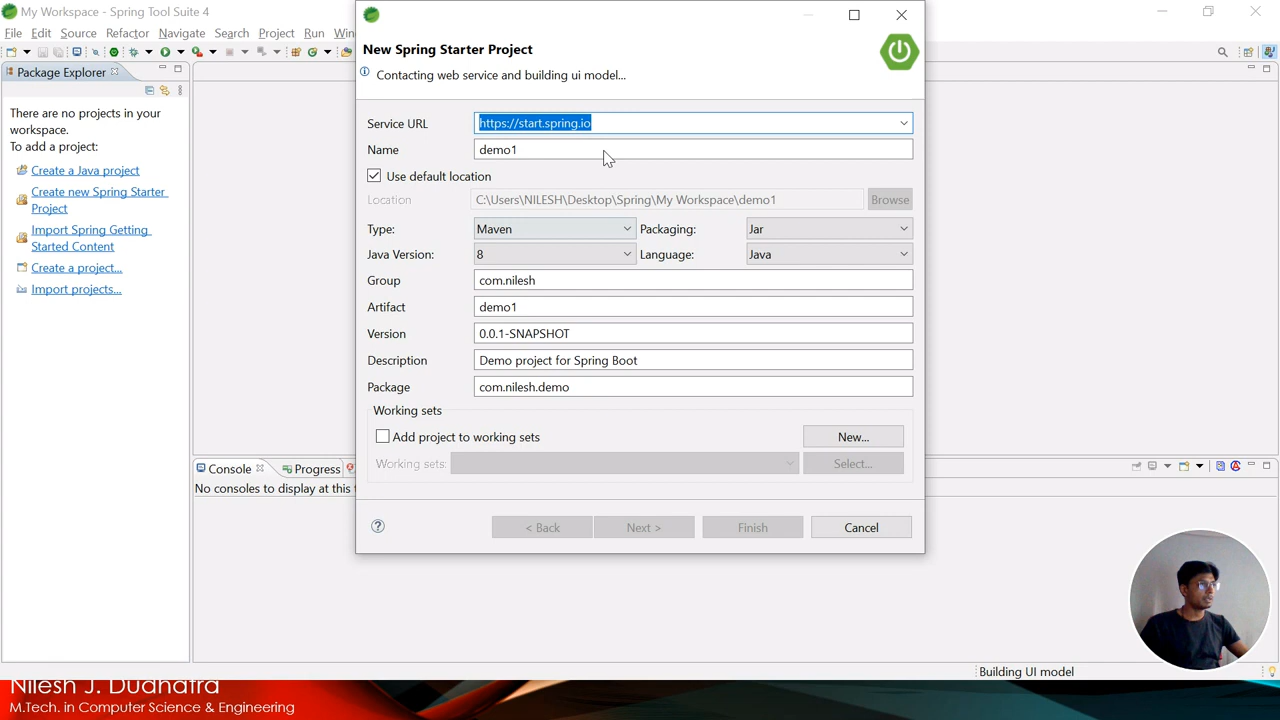 My Workspace - Spring Tool Suite 4
File Edit Source Refactor Navigate Search Project Run Win
Package Explorer
There are no projects in your
workspace.
To add a project:
Create a Java project
Create new Spring Starter
Project
Import Spring Getting
Started Content
Create a project...
Import projects...
New Spring Starter Project
Contacting web service and building ui model...
Service URL https://start.spring.io
Name demo1
Use default location
Location C:\Users\NILESH\Desktop\Spring\My Workspace\demo1 Browse
Type: Maven Packaging: Jar
Java Version: 8 Language: Java
Group com.nilesh
Artifact demo1
Version 0.0.1-SNAPSHOT
Description Demo project for Spring Boot
Package com.nilesh.demo
Working sets
Add project to working sets New...
Working sets: Select...
< Back Next > Finish Cancel
Console Progress
No consoles to display at this
Building UI model
Nilesh J. Dudhatra
M.Tech. in Computer Science & Engineering